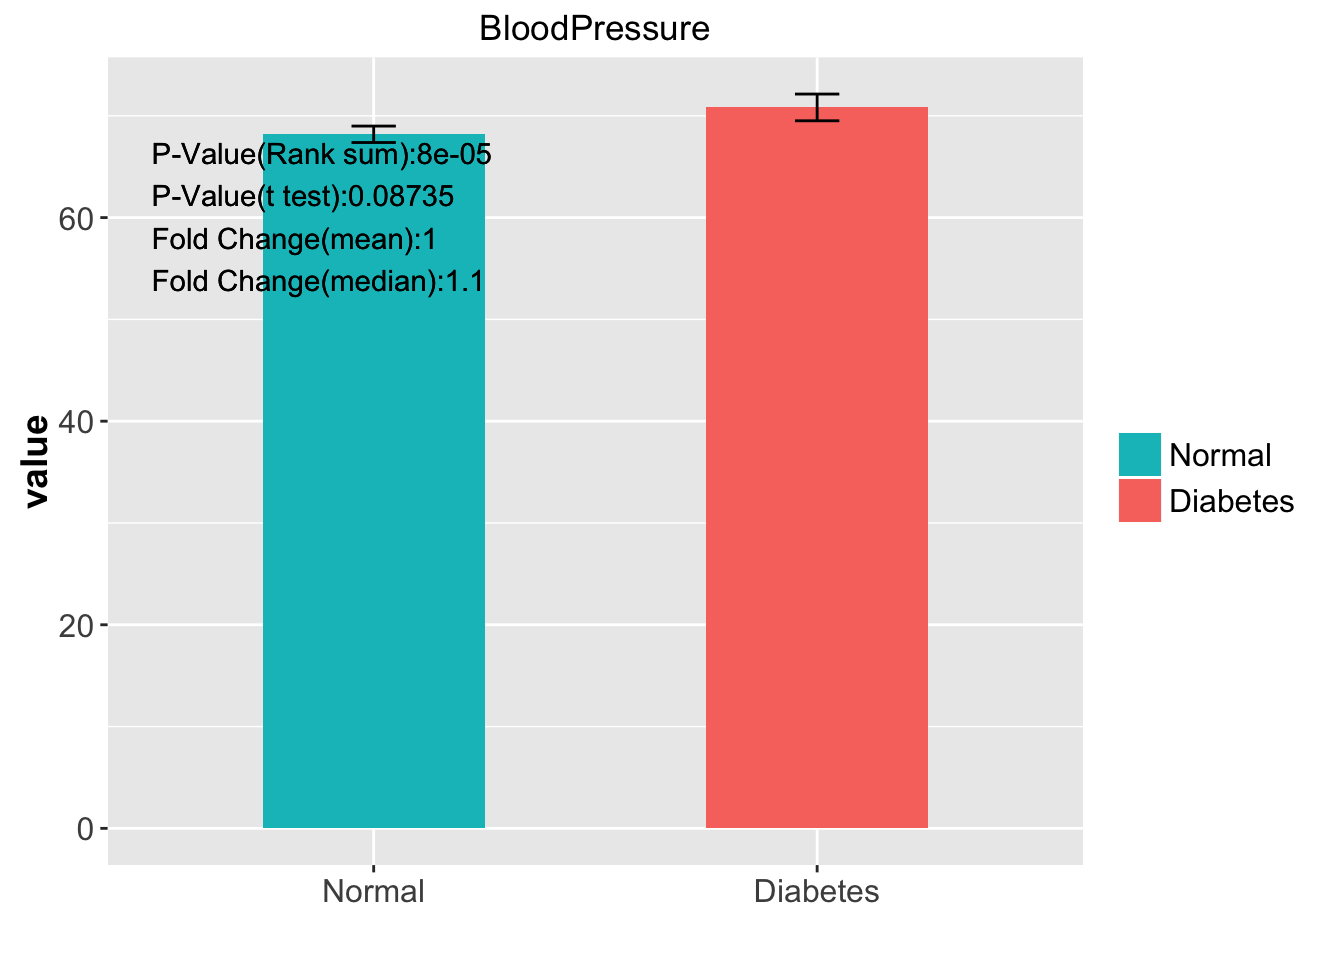 BloodPressure
P-Value(Rank sum):8e-05
P-Value(t test):0.08735
Fold Change(mean):1
Fold Change(median):1.1
60
40
20
0
value
Normal
Diabetes
Normal
Diabetes